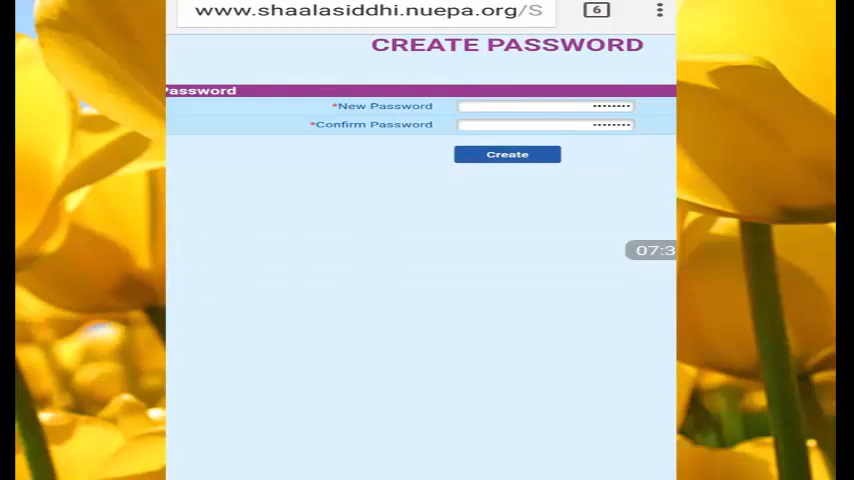 www.shaalasiddhi.nuepa.org/S 6
CREATE PASSWORD
Password
*New Password ••••••••
*Confirm Password ••••••••
Create
07:3